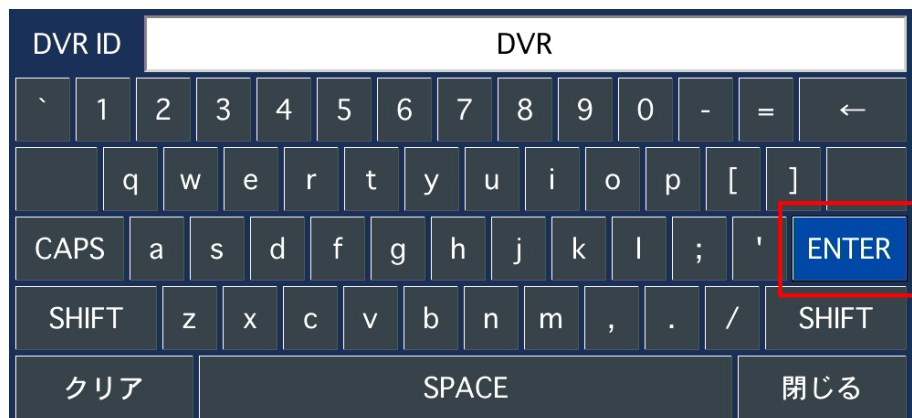 DVR ID DVR
` 1 2 3 4 5 6 7 8 9 0 - = ←
q w e r t y u i o p [ ]
CAPS a s d f g h j k l ; ' ENTER
SHIFT z x c v b n m , . / SHIFT
クリア SPACE 閉じる